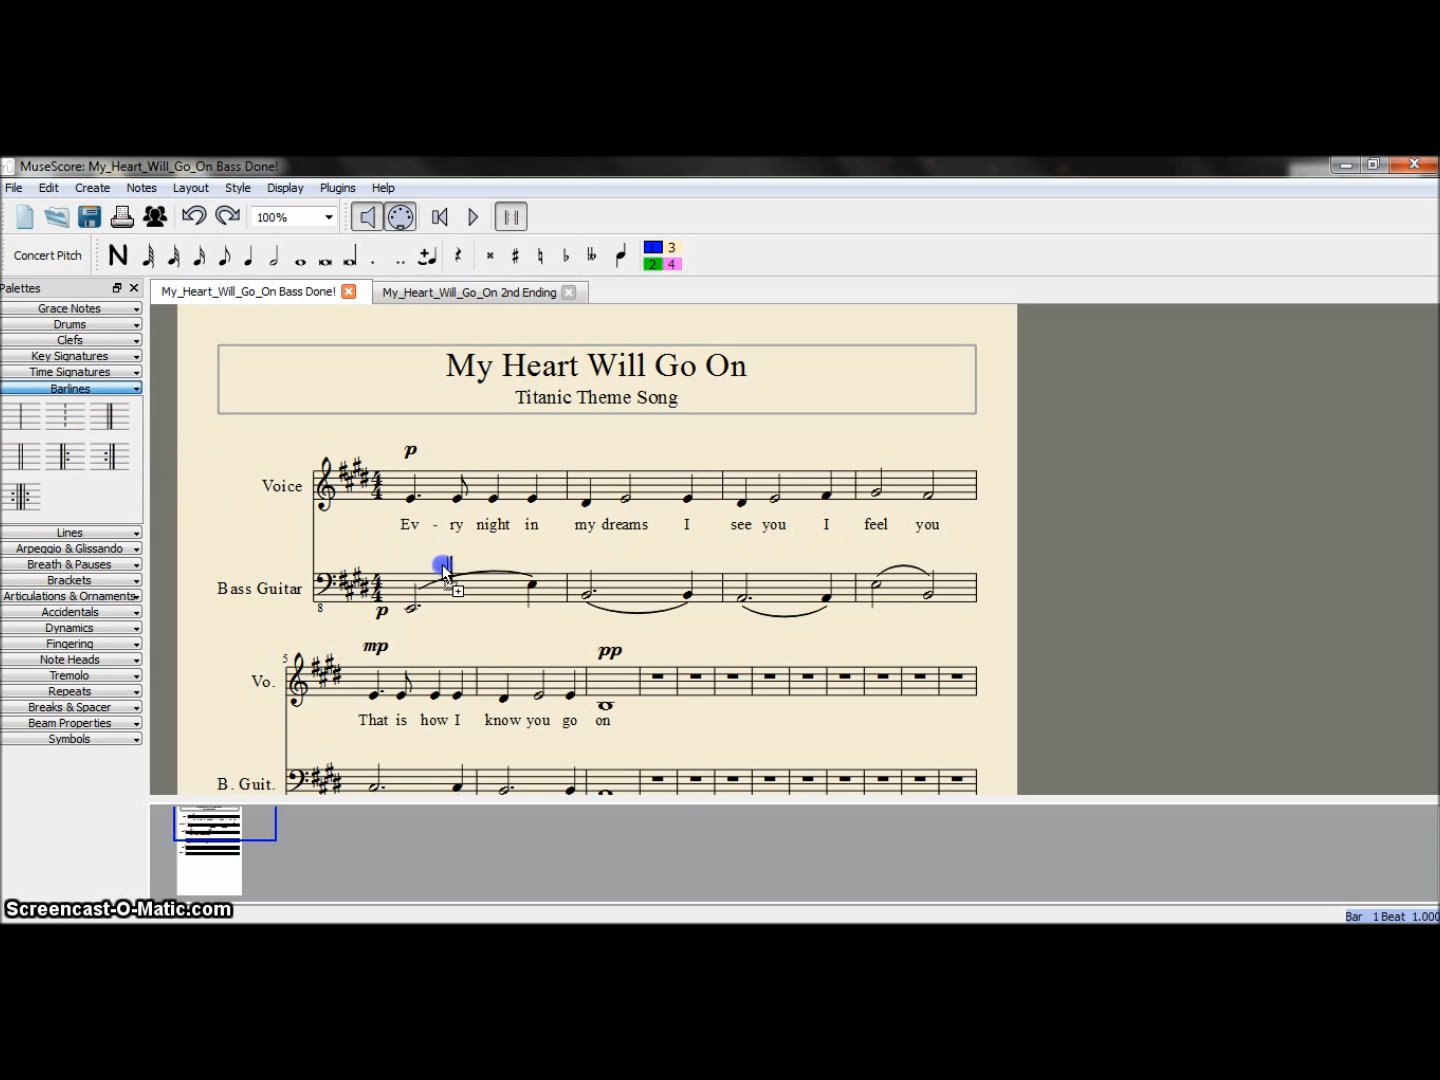 MuseScore: My_Heart_Will_Go_On Bass Done!
File Edit Create Notes Layout Style Display Plugins Help
100%
Concert Pitch N 1 3
2 4
Palettes
My_Heart_Will_Go_On Bass Done! My_Heart_Will_Go_On 2nd Ending
Grace Notes
Drums
Clefs
Key Signatures
Time Signatures
Barlines
Lines
Arpeggio & Glissando
Breath & Pauses
Brackets
Articulations & Ornaments
Accidentals
Dynamics
Fingering
Note Heads
Tremolo
Repeats
Breaks & Spacer
Beam Properties
Symbols
My Heart Will Go On
Titanic Theme Song
p
Voice
4
4
Ev - ry night in my dreams I see you I feel you
Bass Guitar
4
4
8
p
mp pp
5
Vo.
That is how I know you go on
B. Guit.
Screencast-O-Matic.com
Bar 1 Beat 1.000